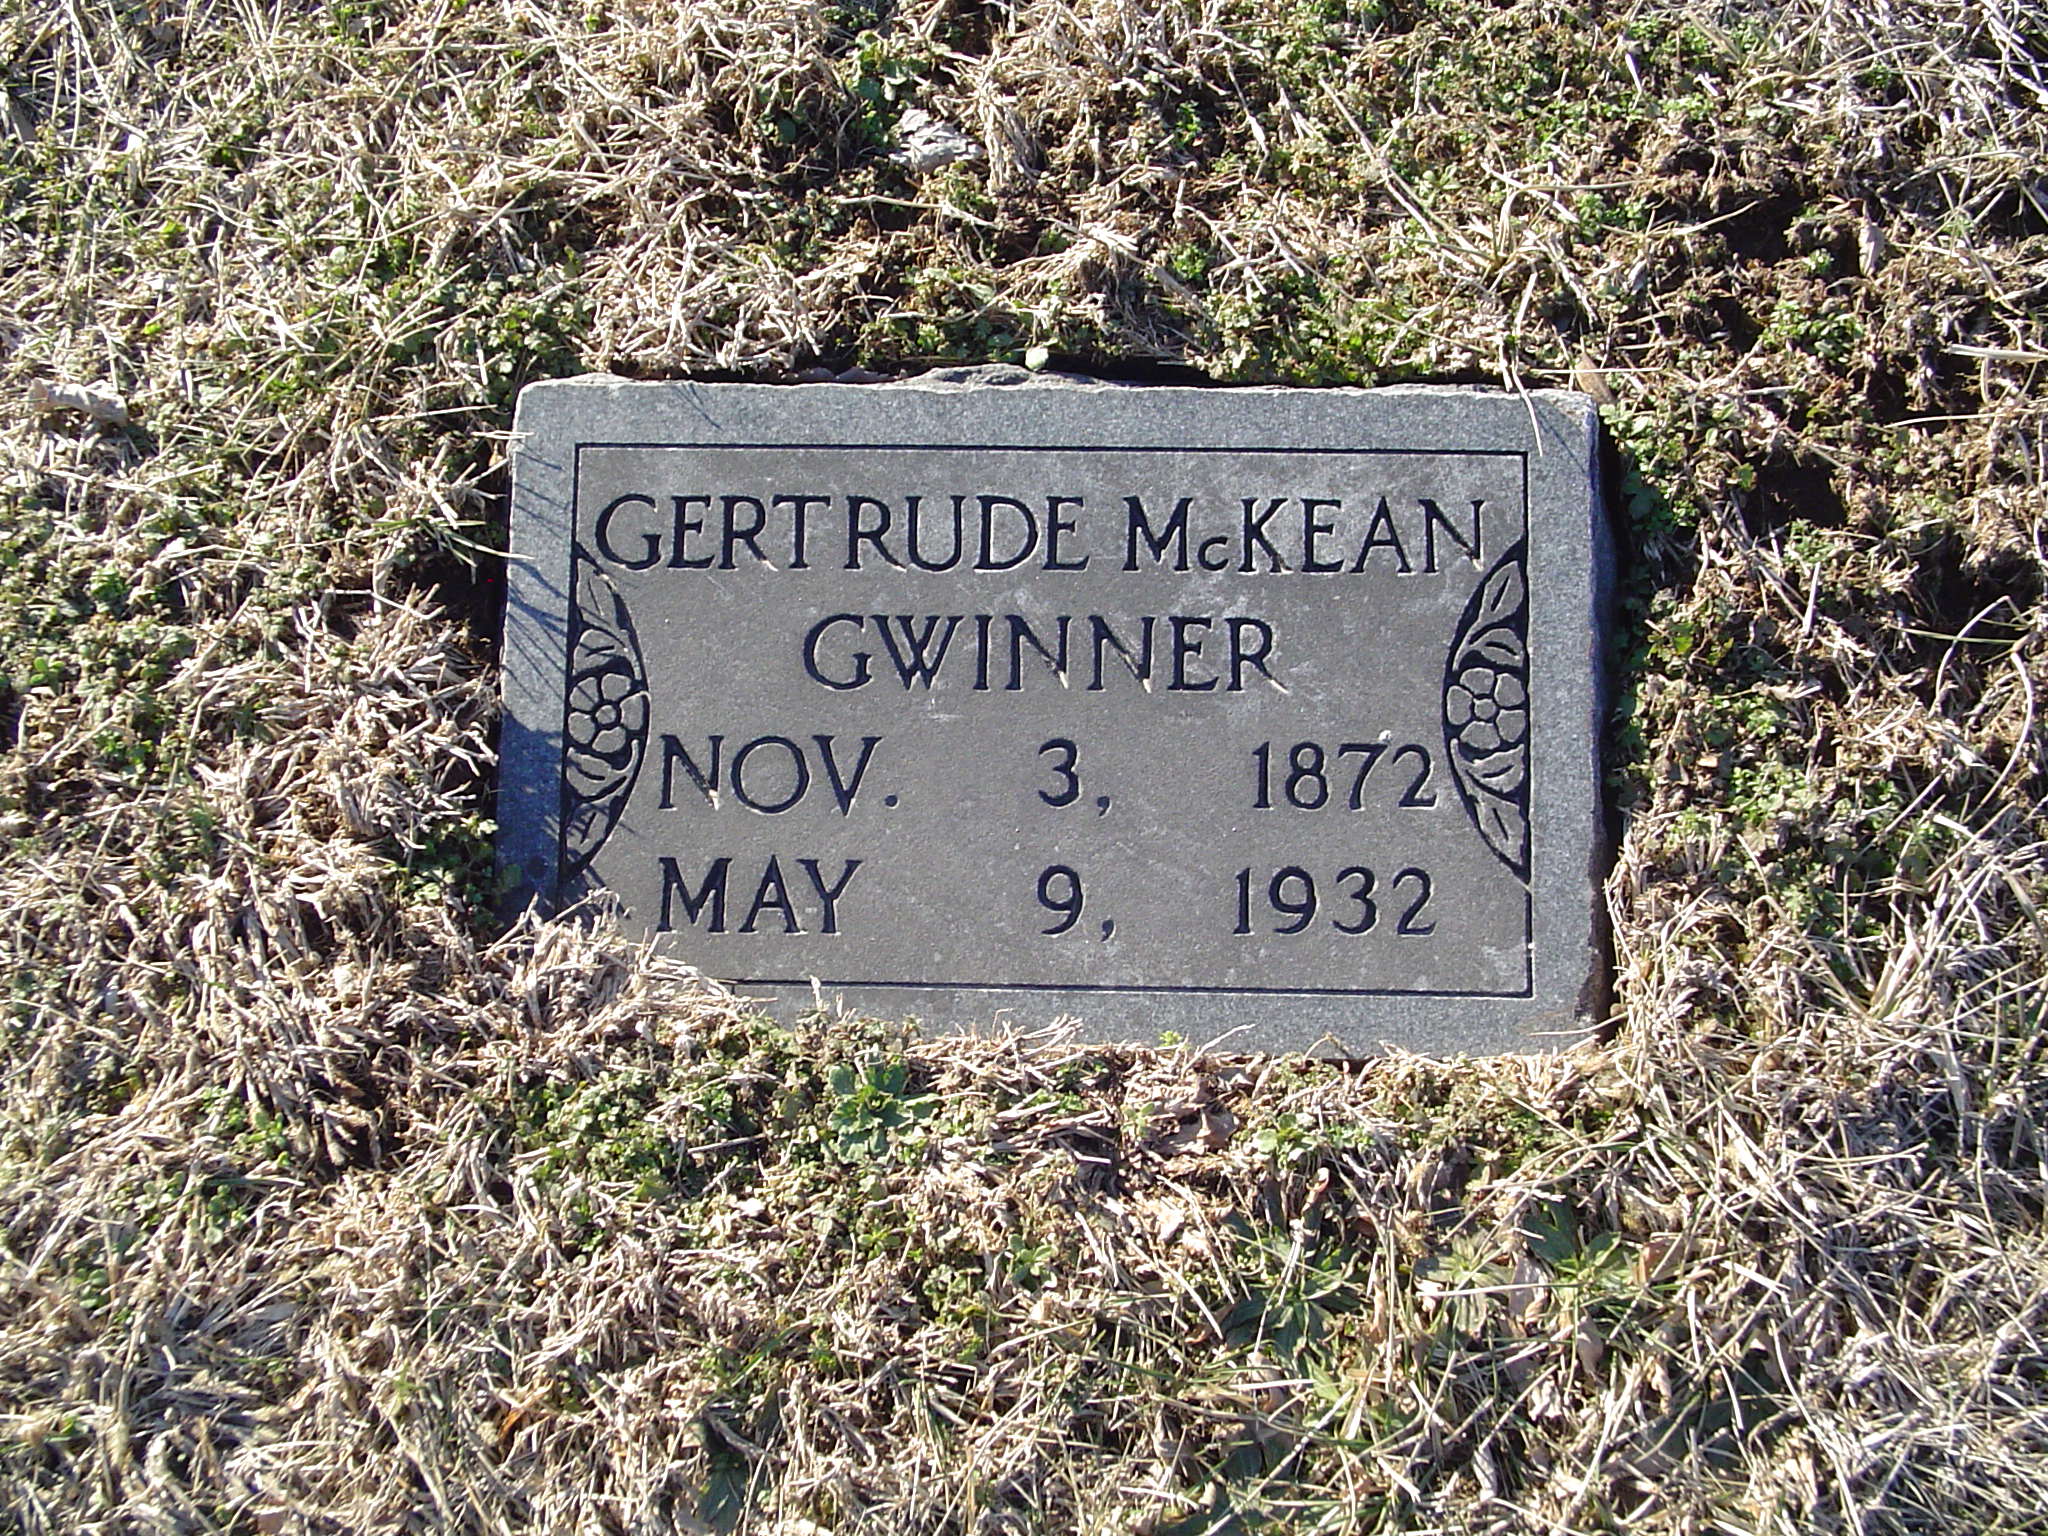 GERTRUDE McKEAN
GWINNER
NOV. 3, 1872
MAY 9, 1932